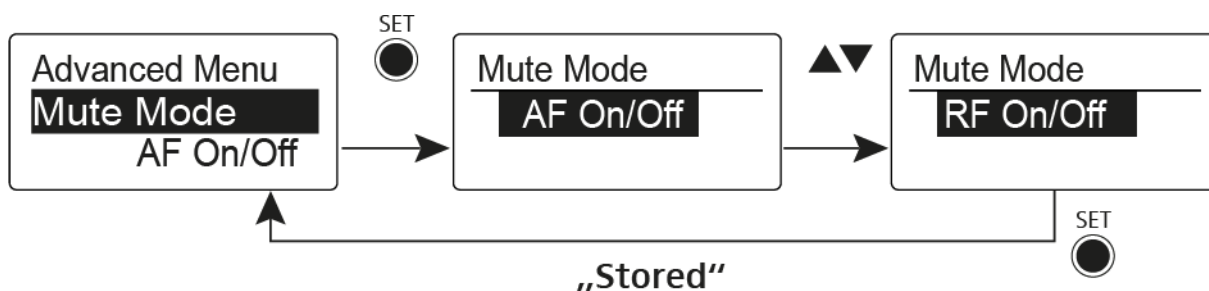 SET
Advanced Menu
Mute Mode
AF On/Off
Mute Mode
AF On/Off
▲▼
Mute Mode
RF On/Off
SET
„Stored“